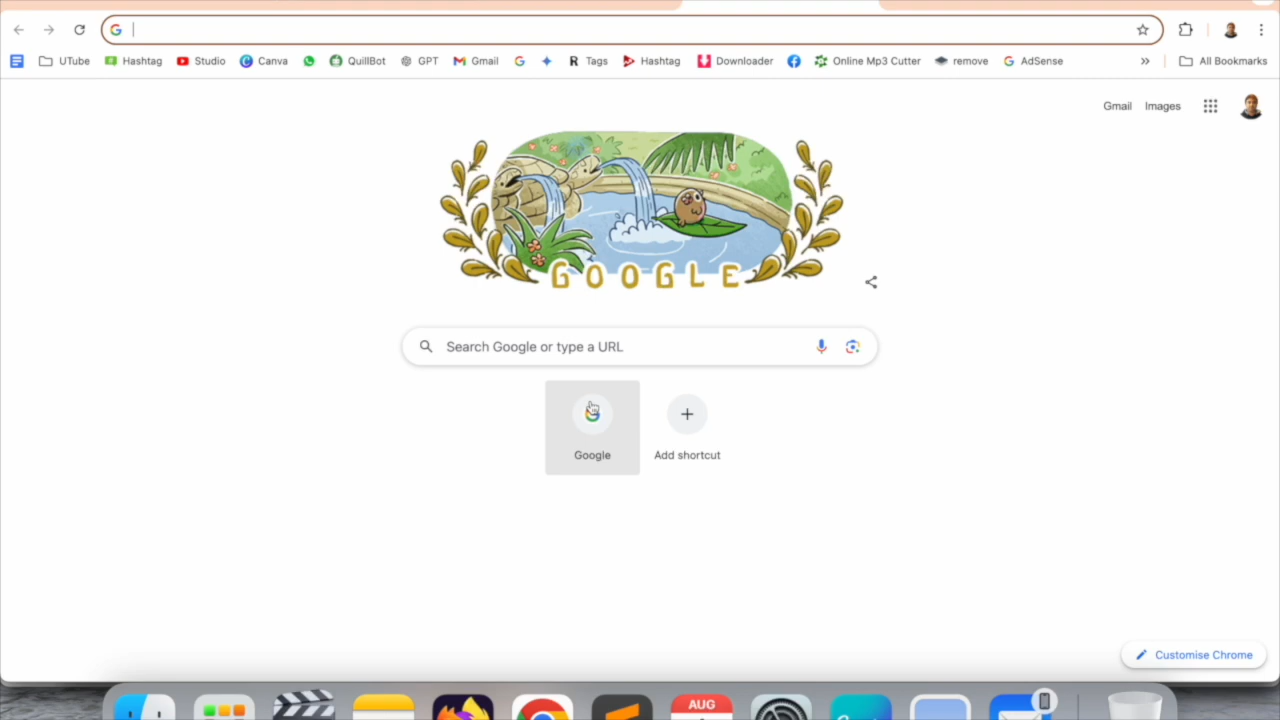 UTube Hashtag Studio Canva QuillBot GPT Gmail Tags Hashtag Downloader Online Mp3 Cutter remove AdSense » All Bookmarks
Gmail Images
GOOGLE
Search Google or type a URL
Google Add shortcut
Customise Chrome
AUG